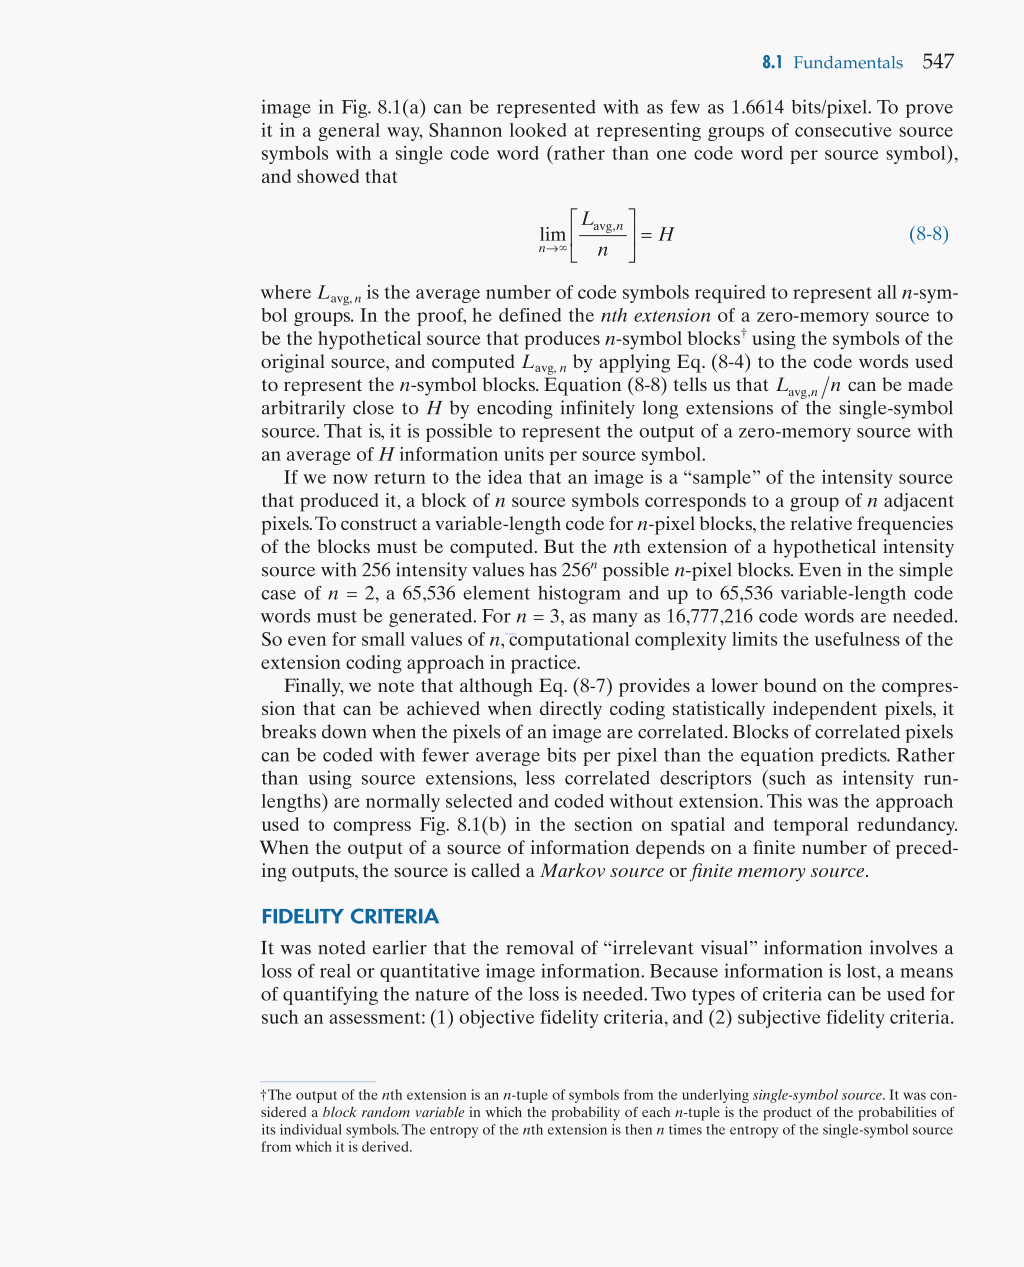 8.1 Fundamentals 547
image in Fig. 8.1(a) can be represented with as few as 1.6614 bits/pixel. To prove
it in a general way, Shannon looked at representing groups of consecutive source
symbols with a single code word (rather than one code word per source symbol),
and showed that
lim n→∞ [ L avg,n / n ] = H (8-8)
where L avg, n is the average number of code symbols required to represent all n-sym-
bol groups. In the proof, he defined the nth extension of a zero-memory source to
be the hypothetical source that produces n-symbol blocks† using the symbols of the
original source, and computed L avg, n by applying Eq. (8-4) to the code words used
to represent the n-symbol blocks. Equation (8-8) tells us that L avg,n /n can be made
arbitrarily close to H by encoding infinitely long extensions of the single-symbol
source. That is, it is possible to represent the output of a zero-memory source with
an average of H information units per source symbol.
If we now return to the idea that an image is a “sample” of the intensity source
that produced it, a block of n source symbols corresponds to a group of n adjacent
pixels. To construct a variable-length code for n-pixel blocks, the relative frequencies
of the blocks must be computed. But the nth extension of a hypothetical intensity
source with 256 intensity values has 256ⁿ possible n-pixel blocks. Even in the simple
case of n = 2, a 65,536 element histogram and up to 65,536 variable-length code
words must be generated. For n = 3, as many as 16,777,216 code words are needed.
So even for small values of n, computational complexity limits the usefulness of the
extension coding approach in practice.
Finally, we note that although Eq. (8-7) provides a lower bound on the compres-
sion that can be achieved when directly coding statistically independent pixels, it
breaks down when the pixels of an image are correlated. Blocks of correlated pixels
can be coded with fewer average bits per pixel than the equation predicts. Rather
than using source extensions, less correlated descriptors (such as intensity run-
lengths) are normally selected and coded without extension. This was the approach
used to compress Fig. 8.1(b) in the section on spatial and temporal redundancy.
When the output of a source of information depends on a finite number of preced-
ing outputs, the source is called a Markov source or finite memory source.
FIDELITY CRITERIA
It was noted earlier that the removal of “irrelevant visual” information involves a
loss of real or quantitative image information. Because information is lost, a means
of quantifying the nature of the loss is needed. Two types of criteria can be used for
such an assessment: (1) objective fidelity criteria, and (2) subjective fidelity criteria.
†The output of the nth extension is an n-tuple of symbols from the underlying single-symbol source. It was con-
sidered a block random variable in which the probability of each n-tuple is the product of the probabilities of
its individual symbols. The entropy of the nth extension is then n times the entropy of the single-symbol source
from which it is derived.